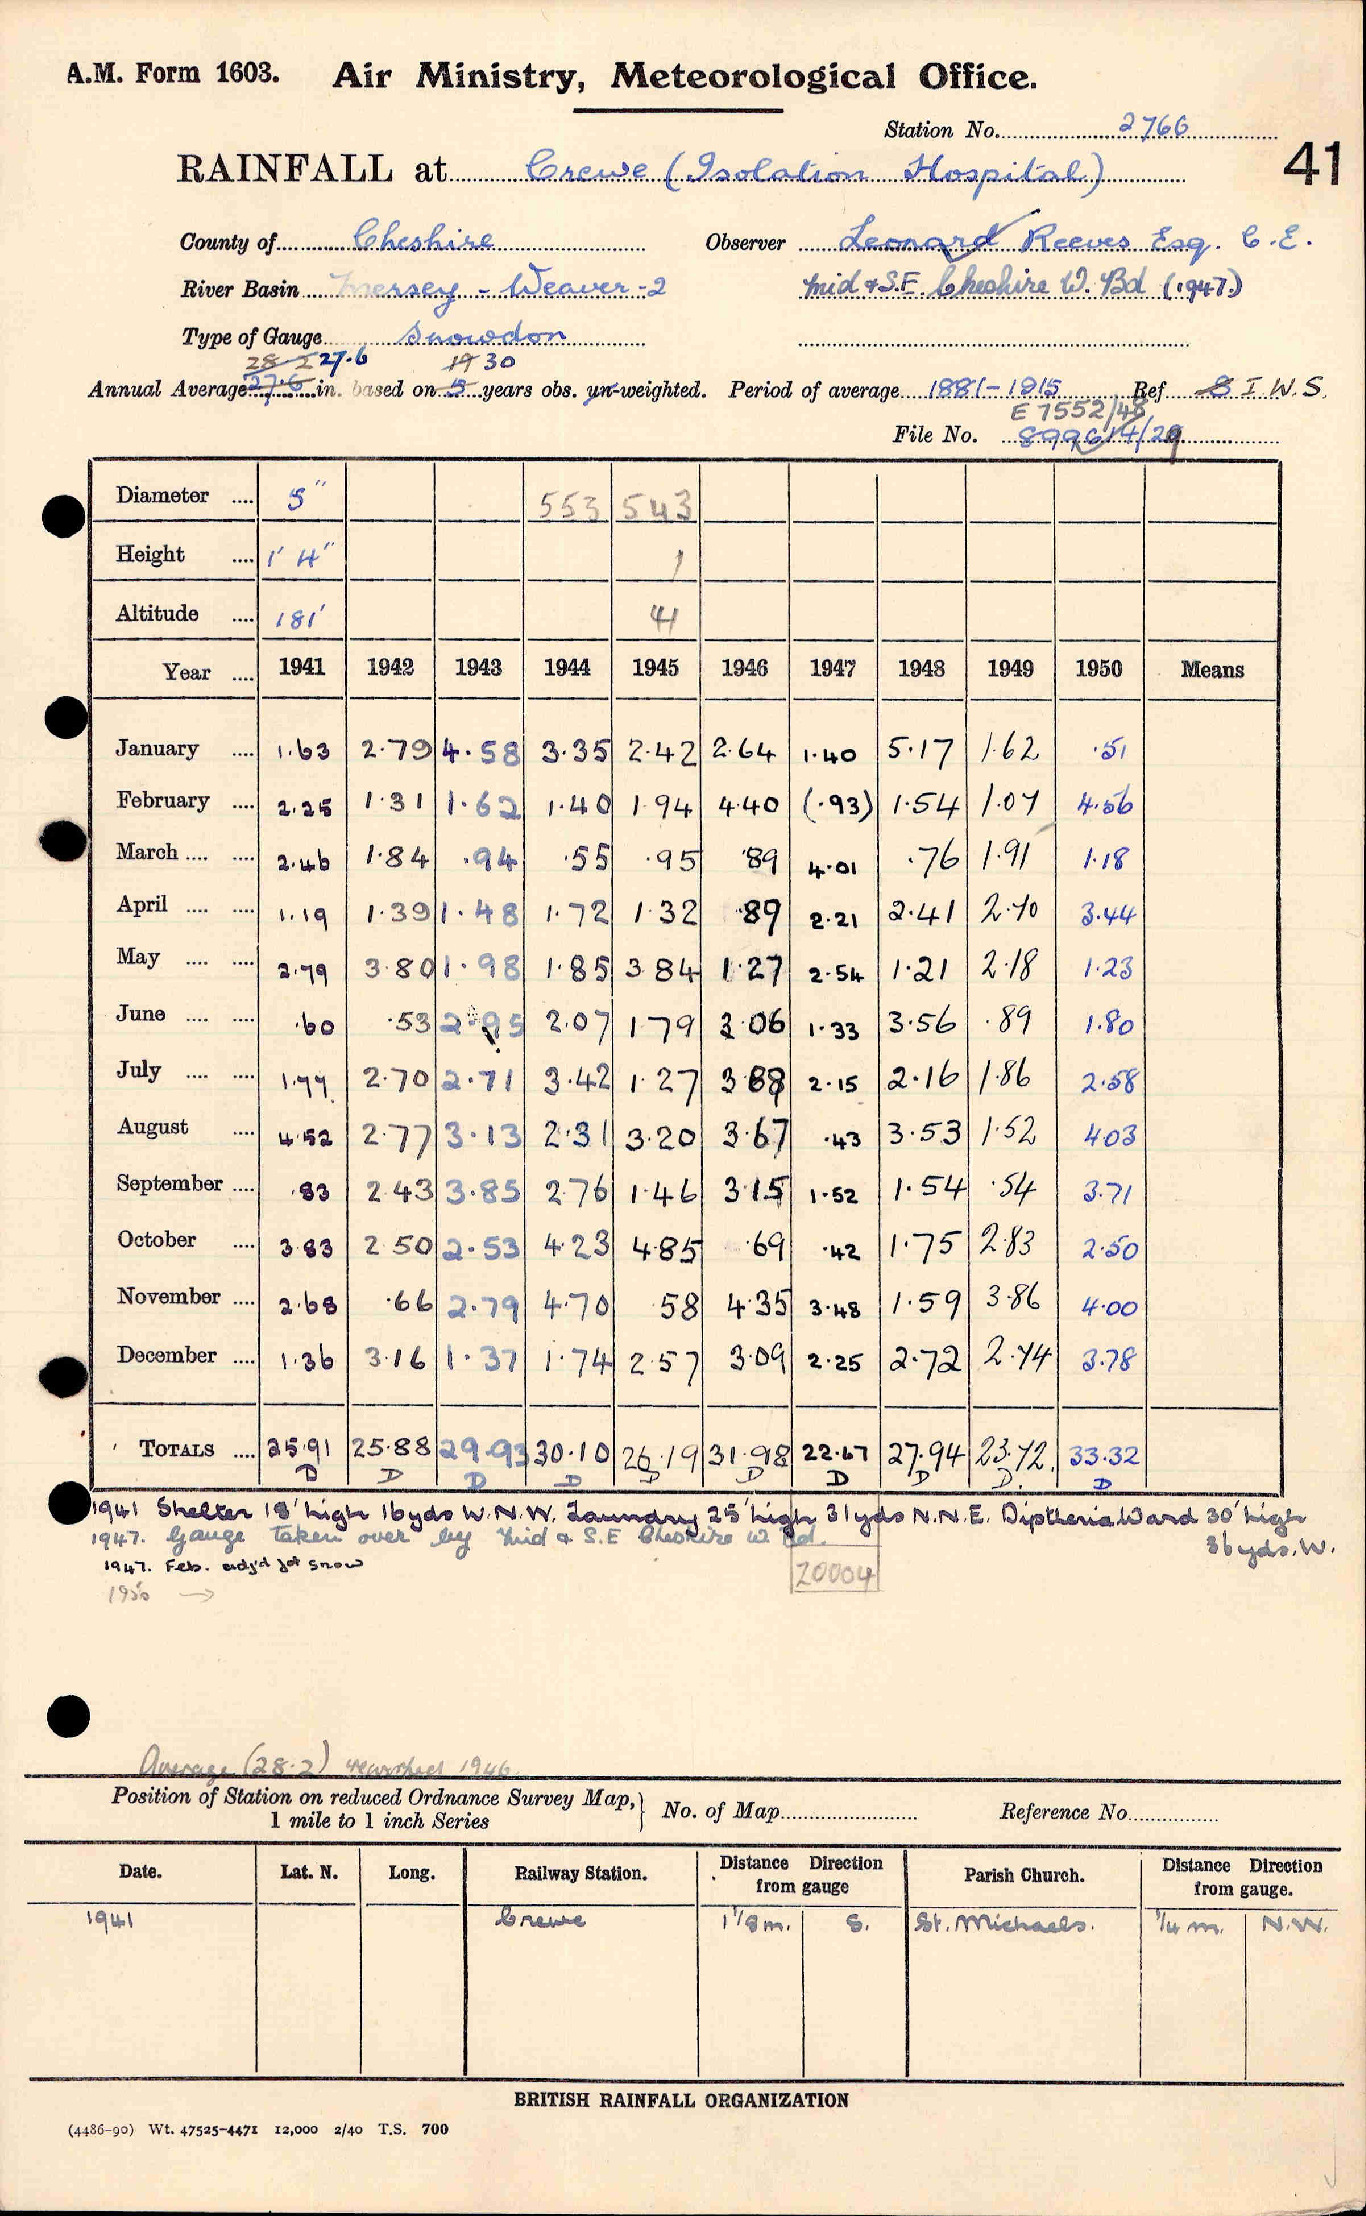 A.M. Form 1603. Air Ministry, Meteorological Office.
Station No. 2766
41
RAINFALL at Crewe (Isolation Hospital)
County of Cheshire Observer Leonard Reeves Esq. C.E.
River Basin Mersey - Weaver - 2 Mid & S.E Cheshire W. Bd (1947)
Type of Gauge Snowdon
28.2 27.6 19 30
Annual Average 27.6 in. based on 5 years obs. un-weighted. Period of average 1881-1915 Ref 8 I W.S.
E 7552/48
File No. 899614/29
Diameter .... 5" 553 543
Height .... 1' 4" 1
Altitude .... 181' 41
Year .... 1941 1942 1943 1944 1945 1946 1947 1948 1949 1950 Means
January .... 1.63 2.79 4.58 3.35 2.42 2.64 1.40 5.17 1.62 .51
February .... 2.25 1.31 1.62 1.40 1.94 4.40 (.93) 1.54 1.07 4.56
March .... .... 2.46 1.84 .94 .55 .95 .89 4.01 .76 1.91 1.18
April .... .... 1.19 1.39 1.48 1.72 1.32 .89 2.21 2.41 2.70 3.44
May .... .... 2.79 3.80 1.98 1.85 3.84 1.27 2.54 1.21 2.18 1.23
June .... .... .60 .53 2.95 2.07 1.79 3.06 1.33 3.56 .89 1.80
July .... .... 1.77 2.70 2.71 3.42 1.27 3.88 2.15 2.16 1.86 2.58
August .... 4.52 2.77 3.13 2.31 3.20 3.67 .43 3.53 1.52 4.03
September .... .83 2.43 3.85 2.76 1.46 3.15 1.52 1.54 .54 3.71
October .... 3.83 2.50 2.53 4.23 4.85 .69 .42 1.75 2.83 2.50
November .... 2.68 .66 2.79 4.70 .58 4.35 3.48 1.59 3.86 4.00
December .... 1.36 3.16 1.37 1.74 2.57 3.09 2.25 2.72 2.74 3.78
TOTALS .... 25.91 25.88 29.93 30.10 26.19 31.98 22.67 27.94 23.72 33.32
D D D D D D D D D D
1941 Shelter 18' high 16yds W.N.W. Laundry 25' high 31yds N.N.E. Diptheria Ward 30' high
36yds. W.
1947. Gauge taken over by Mid & S.E Cheshire W. Bd.
1947. Feb. adj'd for snow
20004
1950 →
Average (28.2) 1946
Position of Station on reduced Ordnance Survey Map, } No. of Map Reference No.
1 mile to 1 inch Series
Date. Lat. N. Long. Railway Station. Distance Direction from gauge Parish Church. Distance Direction from gauge.
1941 Crewe 1 1/8 m. S. St. Michaels. 1/4 m. N.W.
BRITISH RAINFALL ORGANIZATION
(4486-90) Wt. 47525-4471 12,000 2/40 T.S. 700